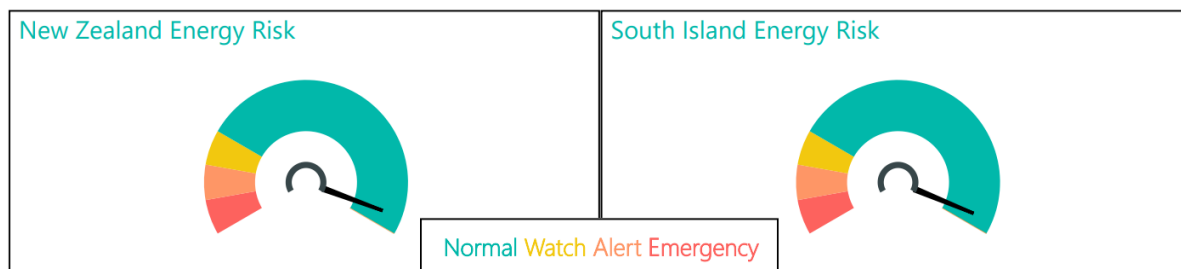 New Zealand Energy Risk
South Island Energy Risk
Normal Watch Alert Emergency